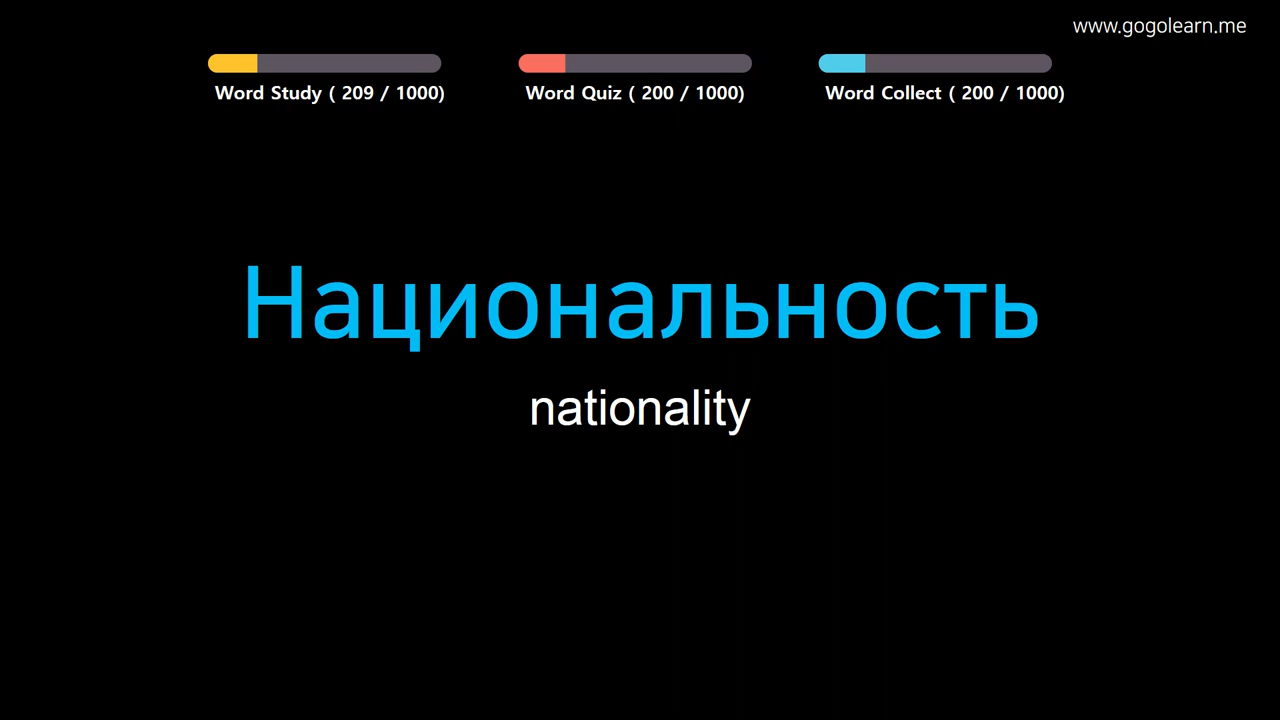 www.gogolearn.me
Word Study ( 209 / 1000)
Word Quiz ( 200 / 1000)
Word Collect ( 200 / 1000)
Национальность
nationality